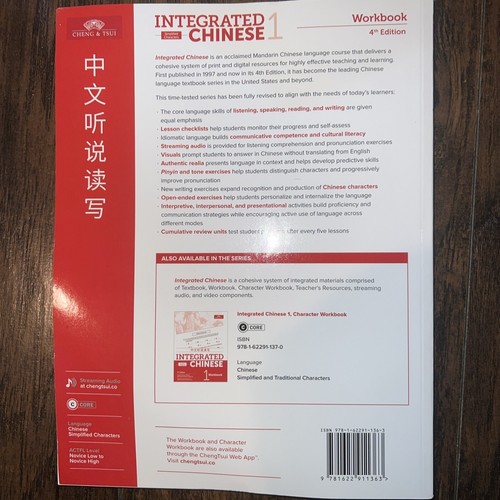 CHENG & TSUI
中文听说读写
Streaming Audio
at chengtsui.co
CORE
Language
Chinese
Simplified Characters
ACTFL Level
Novice Low to
Novice High
INTEGRATED
Simplified
Characters
CHINESE 1
Workbook
4th Edition
Integrated Chinese is an acclaimed Mandarin Chinese language course that delivers a
cohesive system of print and digital resources for highly effective teaching and learning.
First published in 1997 and now in its 4th Edition, it has become the leading Chinese
language textbook series in the United States and beyond.
This time-tested series has been fully revised to align with the needs of today's learners.
- The core language skills of listening, speaking, reading, and writing are given
equal emphasis
- Lesson checklists help students monitor their progress and self-assess
- Idiomatic language builds communicative competence and cultural literacy
- Streaming audio is provided for listening comprehension and pronunciation exercises
- Visuals prompt students to answer in Chinese without translating from English
- Authentic realia presents language in context and helps develop predictive skills
- Pinyin and tone exercises help students distinguish characters and progressively
improve pronunciation
- New writing exercises expand recognition and production of Chinese characters
- Open-ended exercises help students personalize and internalize the language
- Interpretive, interpersonal, and presentational activities build proficiency and
communication strategies while encouraging active use of language across
different modes
- Cumulative review units test student after every five lessons
ALSO AVAILABLE IN THE SERIES
Integrated Chinese is a cohesive system of integrated materials comprised
of Textbook, Workbook, Character Workbook, Teacher's Resources, streaming
audio, and video components.
INTEGRATED
CHINESE
1 Workbook
Integrated Chinese 1, Character Workbook
CORE
ISBN
978-1-62291-137-0
Language
Chinese
Simplified and Traditional Characters
The Workbook and Character
Workbook are also available
through the ChengTsui Web App™.
Visit chengtsui.co
ISBN 978-1-62291-136-3
9 781622 911363 >